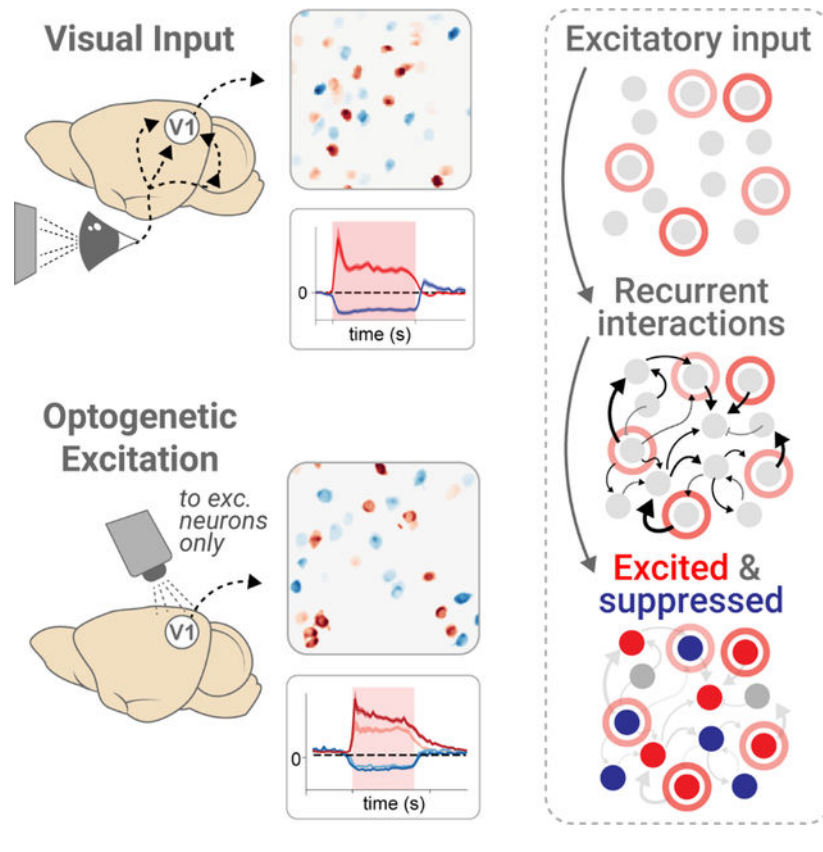 Visual Input
V1
0
time (s)
Optogenetic
Excitation
to exc.
neurons
only
V1
0
time (s)
Excitatory input
Recurrent
interactions
Excited &
suppressed